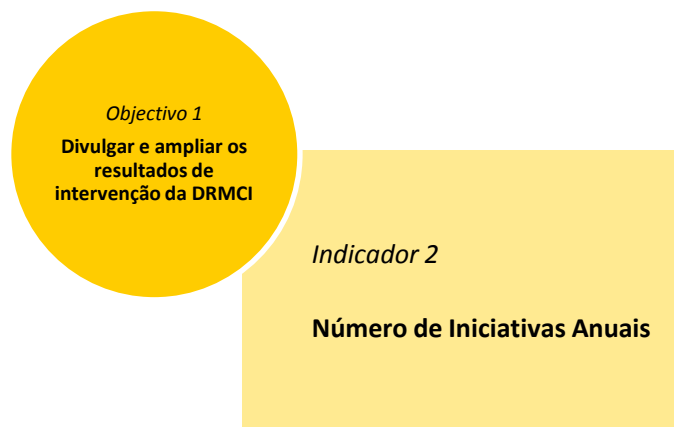 Objectivo 1
Divulgar e ampliar os
resultados de
intervenção da DRMCI
Indicador 2
Número de Iniciativas Anuais